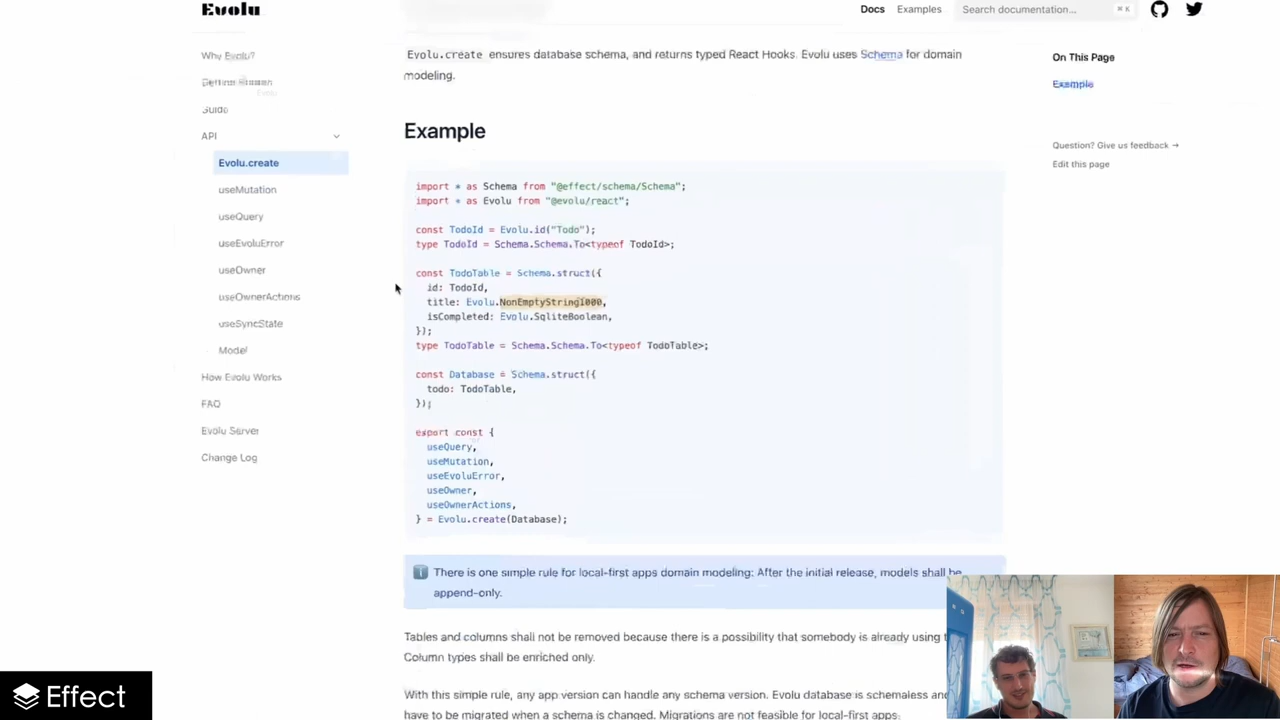 Evolu
Docs
Examples
Search documentation...
⌘ K
Why Evolu?
Getting Started
Evolu
Guide
API
Evolu.create
useMutation
useQuery
useEvoluError
useOwner
useOwnerActions
useSyncState
Model
How Evolu Works
FAQ
Evolu Server
Change Log
Evolu.create ensures database schema, and returns typed React Hooks. Evolu uses Schema for domain
modeling.
Example
import * as Schema from "@effect/schema/Schema";
import * as Evolu from "@evolu/react";
const TodoId = Evolu.id("Todo");
type TodoId = Schema.Schema.To<typeof TodoId>;
const TodoTable = Schema.struct({
id: TodoId,
title: Evolu.NonEmptyString1000,
isCompleted: Evolu.SqliteBoolean,
});
type TodoTable = Schema.Schema.To<typeof TodoTable>;
const Database = Schema.struct({
todo: TodoTable,
});
export const {
useQuery,
useMutation,
useEvoluError,
useOwner,
useOwnerActions,
} = Evolu.create(Database);
There is one simple rule for local-first apps domain modeling: After the initial release, models shall be
append-only.
Tables and columns shall not be removed because there is a possibility that somebody is already using
Column types shall be enriched only.
With this simple rule, any app version can handle any schema version. Evolu database is schemaless and
have to be migrated when a schema is changed. Migrations are not feasible for local-first apps.
On This Page
Example
Question? Give us feedback →
Edit this page
Effect